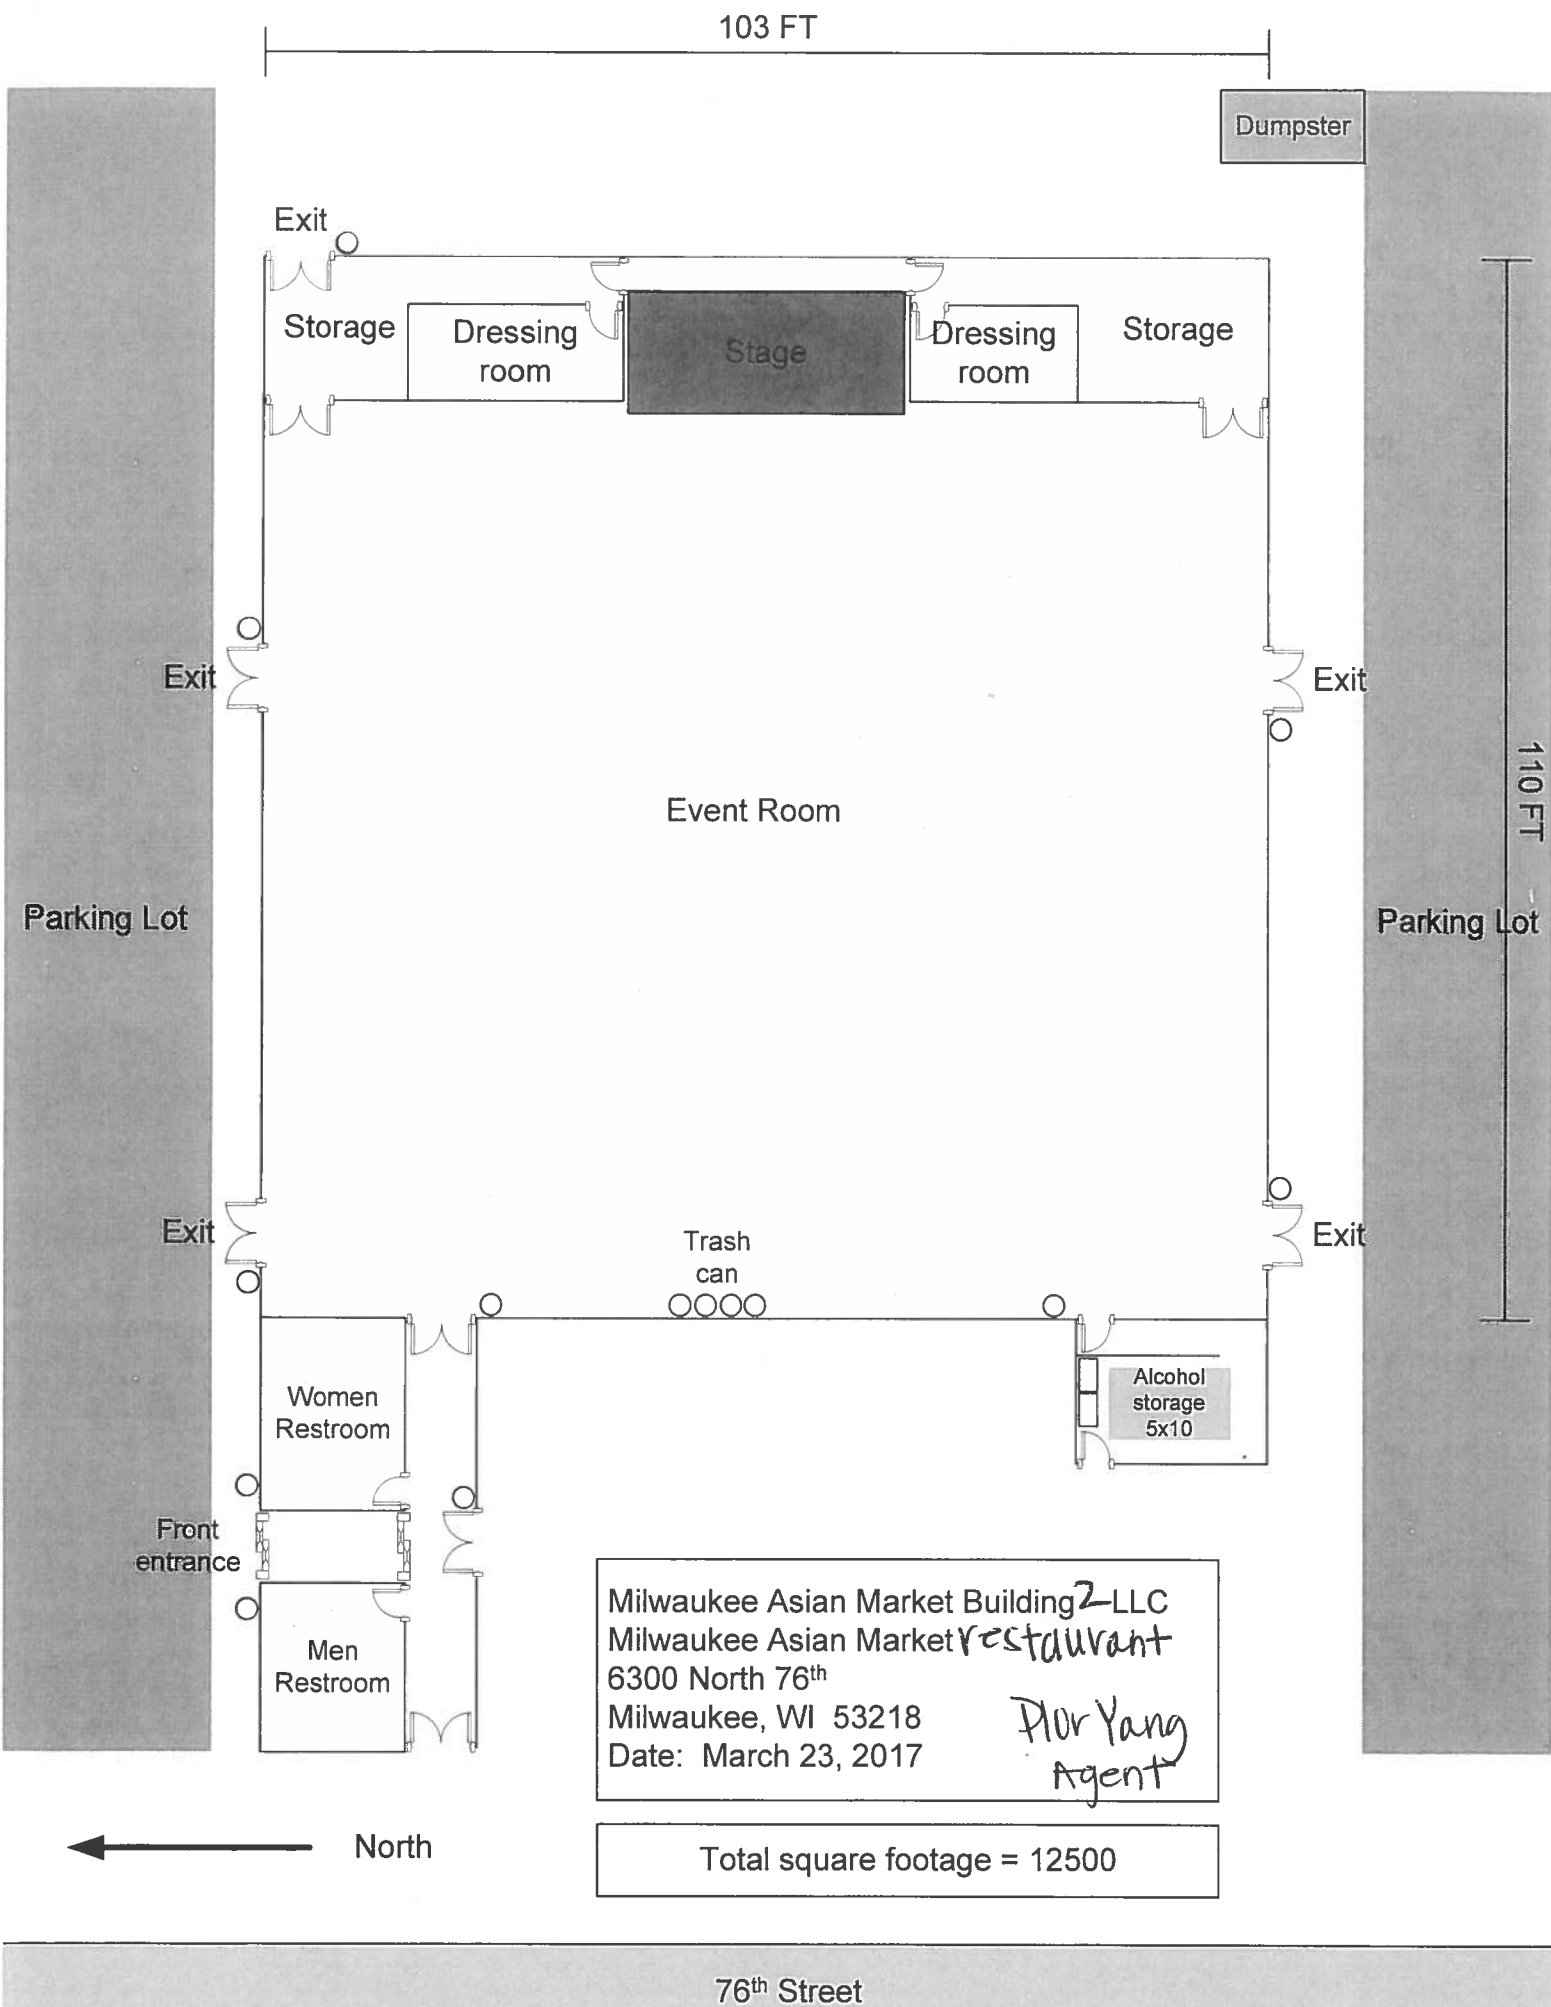 103 FT
Dumpster
Exit
Storage
Dressing
room
Stage
Dressing
room
Storage
Exit
Exit
110 FT
Event Room
Parking Lot
Parking Lot
Exit
Exit
Trash
can
Women
Restroom
Alcohol
storage
5x10
Front
entrance
Men
Restroom
Milwaukee Asian Market Building 2 LLC
Milwaukee Asian Market restaurant
6300 North 76th
Milwaukee, WI 53218
Date: March 23, 2017
Plor Yang
Agent
North
Total square footage = 12500
76th Street